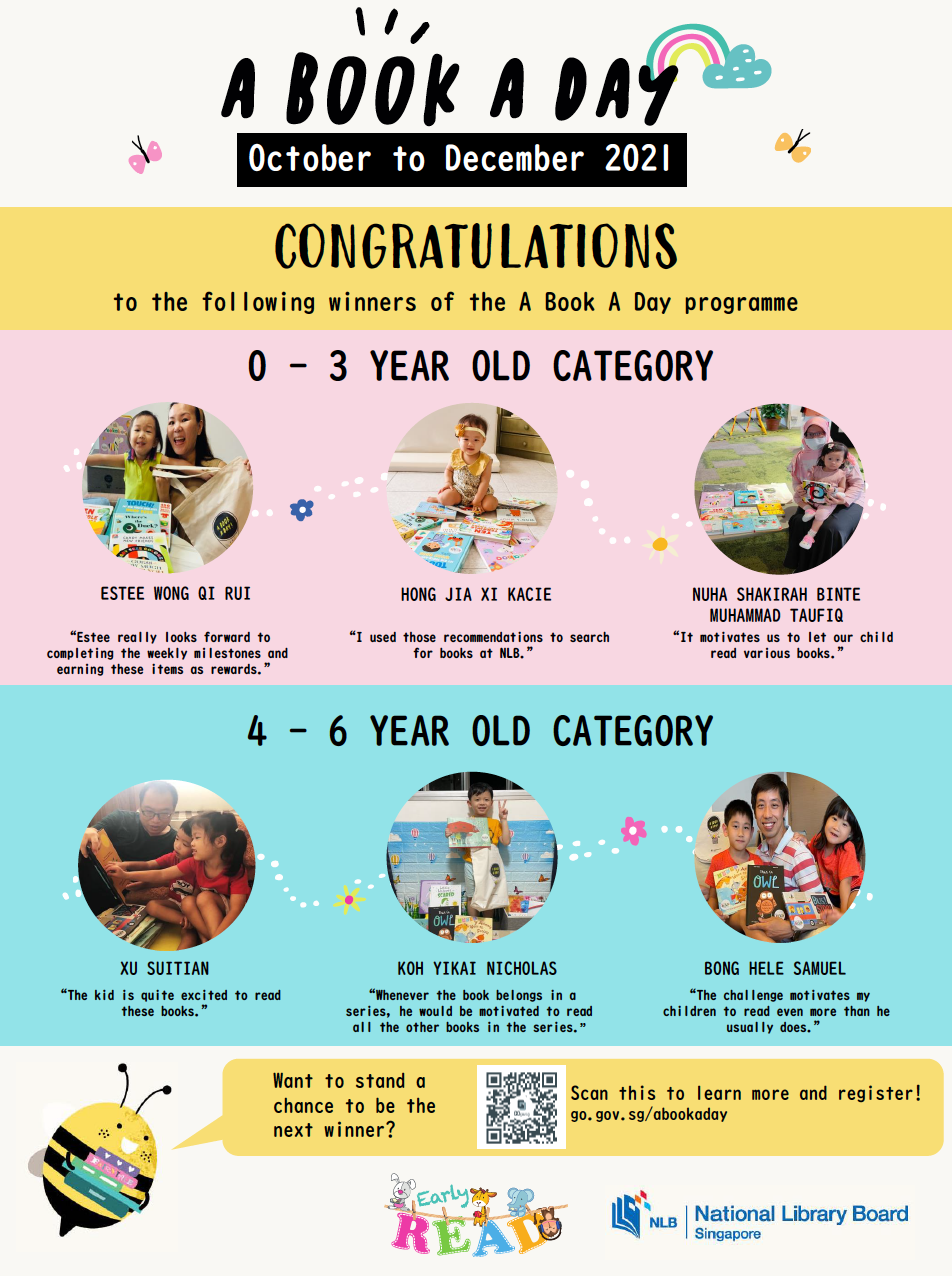 A BOOK A DAY
October to December 2021
CONGRATULATIONS
to the following winners of the A Book A Day programme
0 - 3 YEAR OLD CATEGORY
ESTEE WONG QI RUI
“Estee really looks forward to
completing the weekly milestones and
earning these items as rewards.”
HONG JIA XI KACIE
“I used those recommendations to search
for books at NLB.”
NUHA SHAKIRAH BINTE
MUHAMMAD TAUFIQ
“It motivates us to let our child
read various books.”
4 - 6 YEAR OLD CATEGORY
OWL
OWL
XU SUITIAN
“The kid is quite excited to read
these books.”
KOH YIKAI NICHOLAS
“Whenever the book belongs in a
series, he would be motivated to read
all the other books in the series.”
BONG HELE SAMUEL
“The challenge motivates my
children to read even more than he
usually does.”
Want to stand a
chance to be the
next winner?
Scan this to learn more and register!
go.gov.sg/abookaday
Early
READ
NLB
National Library Board
Singapore